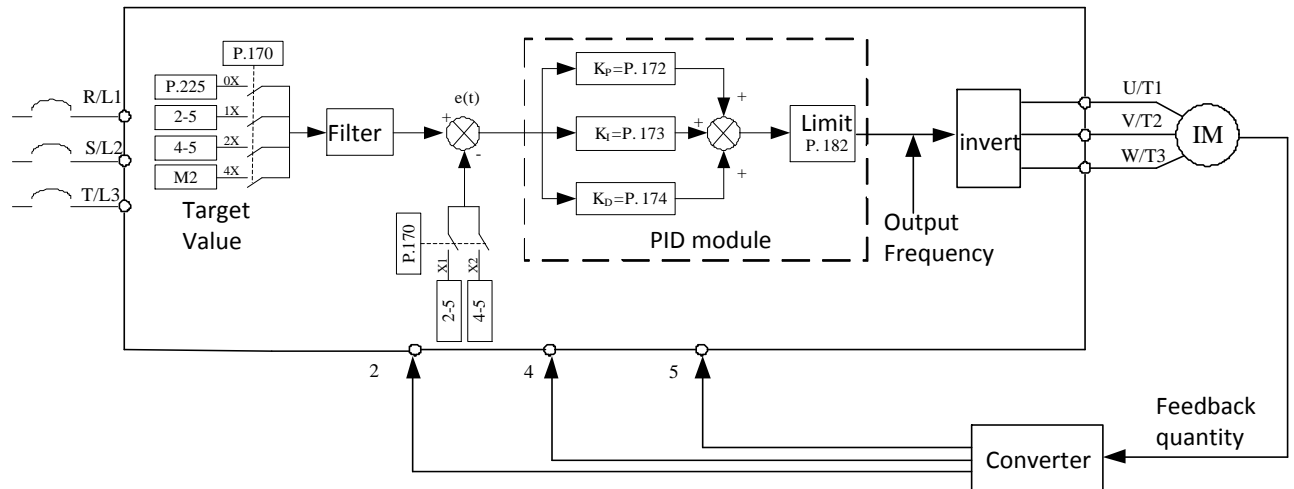 P.170
R/L1
S/L2
T/L3
P.225
2-5
4-5
M2
0X
1X
2X
4X
Target
Value
Filter
+
e(t)
-
P.170
X1
X2
2-5
4-5
KP=P. 172
KI=P. 173
KD=P. 174
+
+
+
Limit
P. 182
PID module
Output
Frequency
invert
U/T1
V/T2
W/T3
IM
2
4
5
Feedback
quantity
Converter